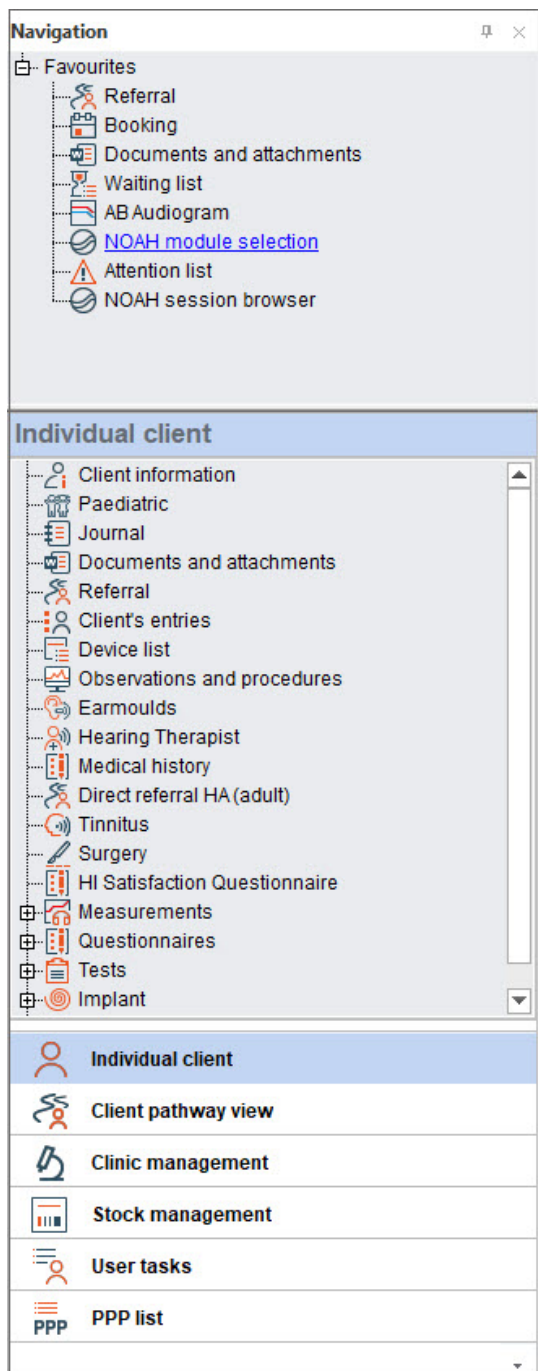 Navigation
Favourites
Referral
Booking
Documents and attachments
Waiting list
AB Audiogram
NOAH module selection
Attention list
NOAH session browser
Individual client
Client information
Paediatric
Journal
Documents and attachments
Referral
Client's entries
Device list
Observations and procedures
Earmoulds
Hearing Therapist
Medical history
Direct referral HA (adult)
Tinnitus
Surgery
HI Satisfaction Questionnaire
Measurements
Questionnaires
Tests
Implant
Individual client
Client pathway view
Clinic management
Stock management
User tasks
PPP PPP list